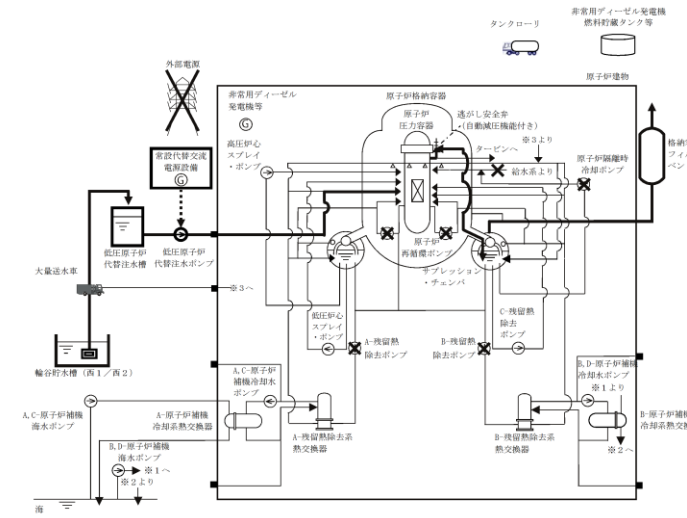 タンクローリ
非常用ディーゼル発電機
燃料貯蔵タンク等
外部電源
原子炉建物
非常用ディーゼル
発電機等
G
原子炉格納容器
原子炉
圧力容器
逃がし安全弁
(自動減圧機能付き)
※3より
タービンへ
給水系より
原子炉隔離時
冷却ポンプ
格納
フィ
ベン
高圧炉心
スプレイ
・ポンプ
常設代替交流
電源設備
G
低圧原子炉
代替注水槽
低圧原子炉
代替注水ポンプ
原子炉
再循環ポンプ
サプレッション
・チェンバ
大量送水車
※3へ
低圧炉心
スプレイ
・ポンプ
C-残留熱
除去
ポンプ
A-残留熱
除去ポンプ
B-残留熱
除去ポンプ
輪谷貯水槽(西1/西2)
A,C-原子炉
補機冷却水
ポンプ
B,D-原子炉補機
冷却水ポンプ
※1より
A,C-原子炉補機
海水ポンプ
A-原子炉補機
冷却系熱交換器
B-原子炉補機
冷却系熱交換
A-残留熱除去系
熱交換器
B-残留熱除去系
熱交換器
B,D-原子炉補機
海水ポンプ
※1へ
※2より
※2へ
海